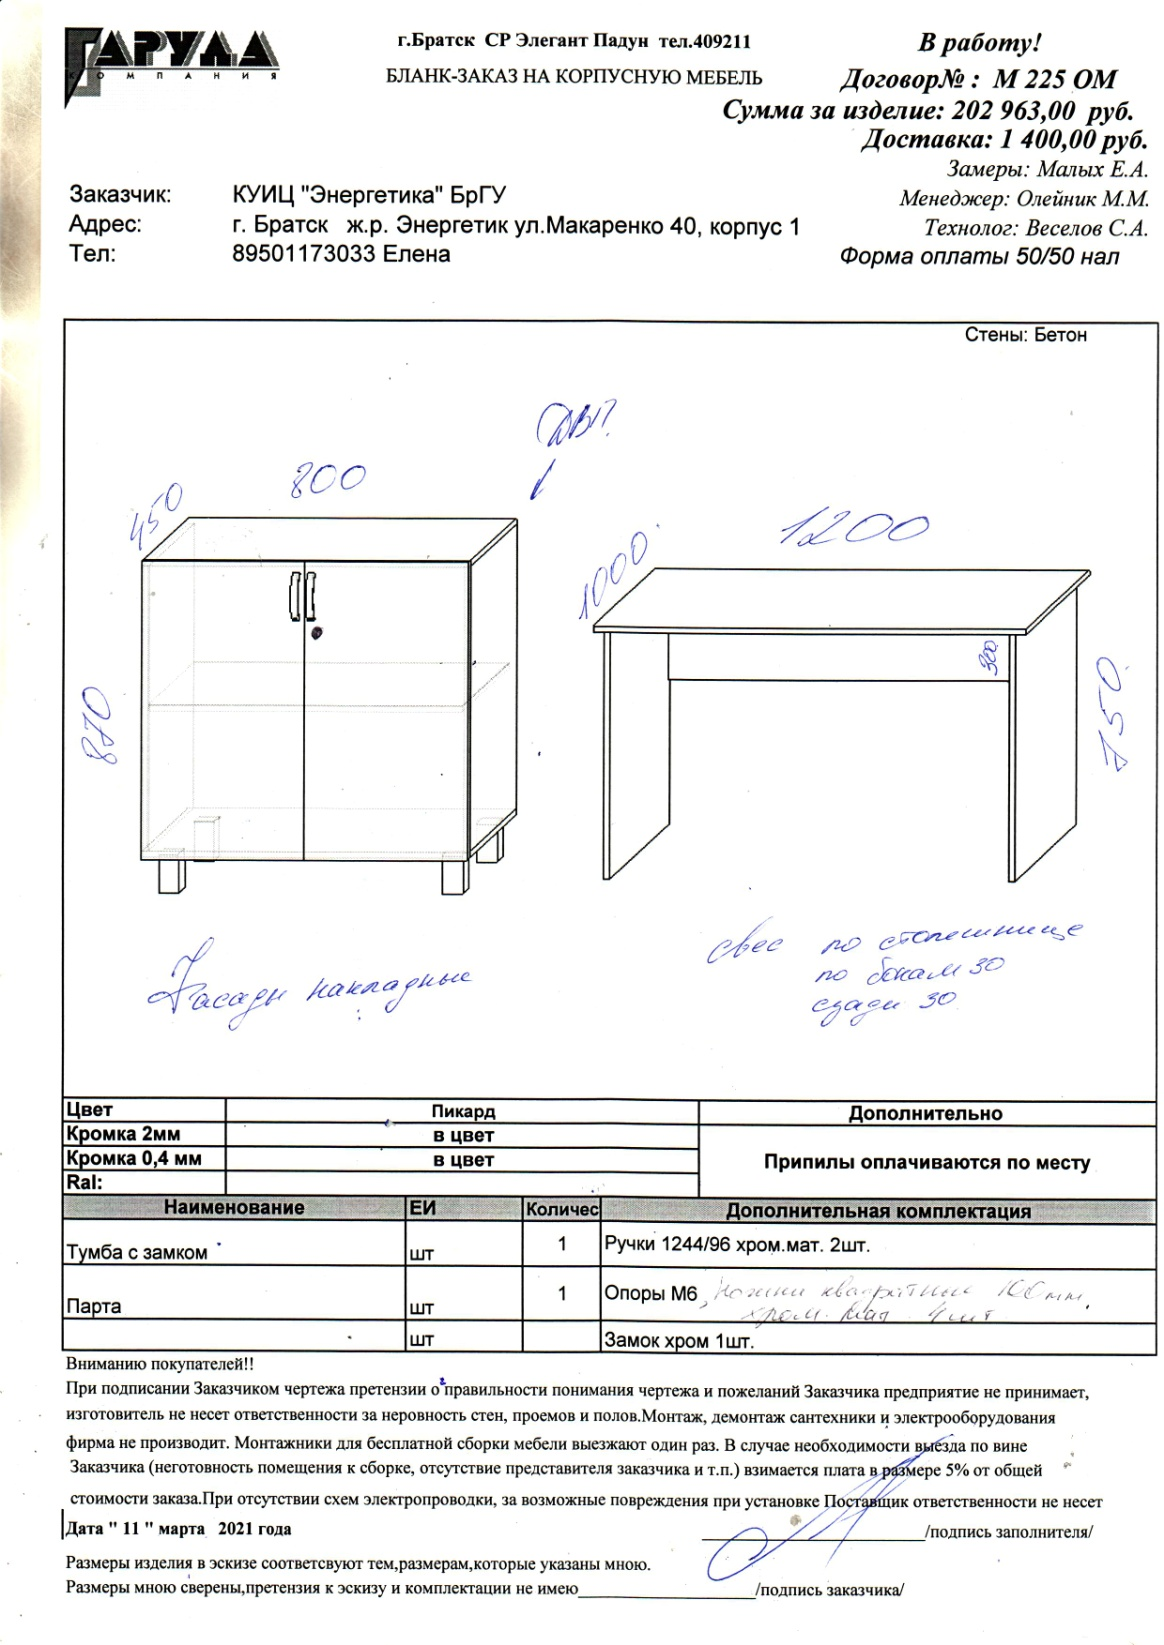 ГАРУДА
КОМПАНИЯ
г.Братск СР Элегант Падун тел.409211
БЛАНК-ЗАКАЗ НА КОРПУСНУЮ МЕБЕЛЬ
В работу!
Договор№ : М 225 ОМ
Сумма за изделие: 202 963,00 руб.
Доставка: 1 400,00 руб.
Замеры: Малых Е.А.
Менеджер: Олейник М.М.
Технолог: Веселов С.А.
Форма оплаты 50/50 нал
Заказчик: КУИЦ "Энергетика" БрГУ
Адрес: г. Братск ж.р. Энергетик ул.Макаренко 40, корпус 1
Тел: 89501173033 Елена
Стены: Бетон
ДВП.
800
450
1200
1000
300
870
750
Фасады накладные
свес по столешнице
по бокам 30
сзади 30
Цвет Пикард Дополнительно
Кромка 2мм в цвет
Кромка 0,4 мм в цвет
Припилы оплачиваются по месту
Ral:
Наименование ЕИ Количес Дополнительная комплектация
Тумба с замком шт 1 Ручки 1244/96 хром.мат. 2шт.
Парта шт 1 Опоры М6, ножки квадратные 100мм.
хром. мат. 4шт
шт Замок хром 1шт.
Вниманию покупателей!!
При подписании Заказчиком чертежа претензии о правильности понимания чертежа и пожеланий Заказчика предприятие не принимает,
изготовитель не несет ответственности за неровность стен, проемов и полов.Монтаж, демонтаж сантехники и электрооборудования
фирма не производит. Монтажники для бесплатной сборки мебели выезжают один раз. В случае необходимости выезда по вине
Заказчика (неготовность помещения к сборке, отсутствие представителя заказчика и т.п.) взимается плата в размере 5% от общей
стоимости заказа.При отсутствии схем электропроводки, за возможные повреждения при установке Поставщик ответственности не несет
Дата " 11 " марта 2021 года
/подпись заполнителя/
Размеры изделия в эскизе соответсвуют тем,размерам,которые указаны мною.
Размеры мною сверены,претензия к эскизу и комплектации не имею /подпись заказчика/